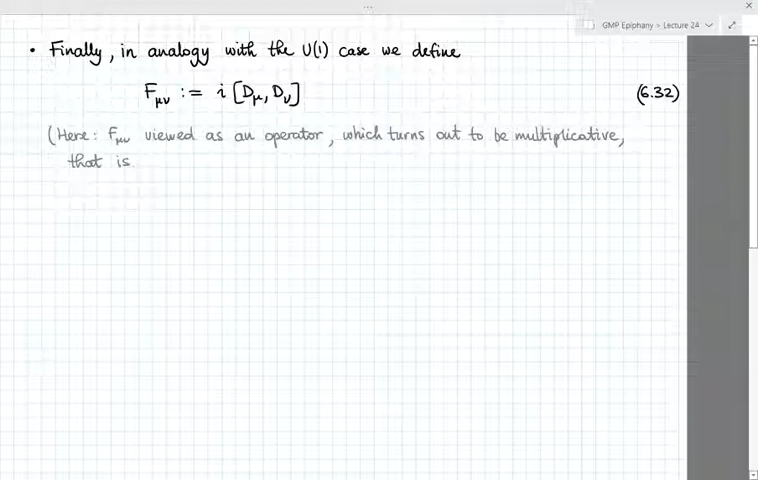 ...
GMP Epiphany > Lecture 24
• Finally, in analogy with the U(1) case we define
F_μν := i [D_μ, D_ν] (6.32)
(Here: F_μν viewed as an operator, which turns out to be multiplicative,
that is